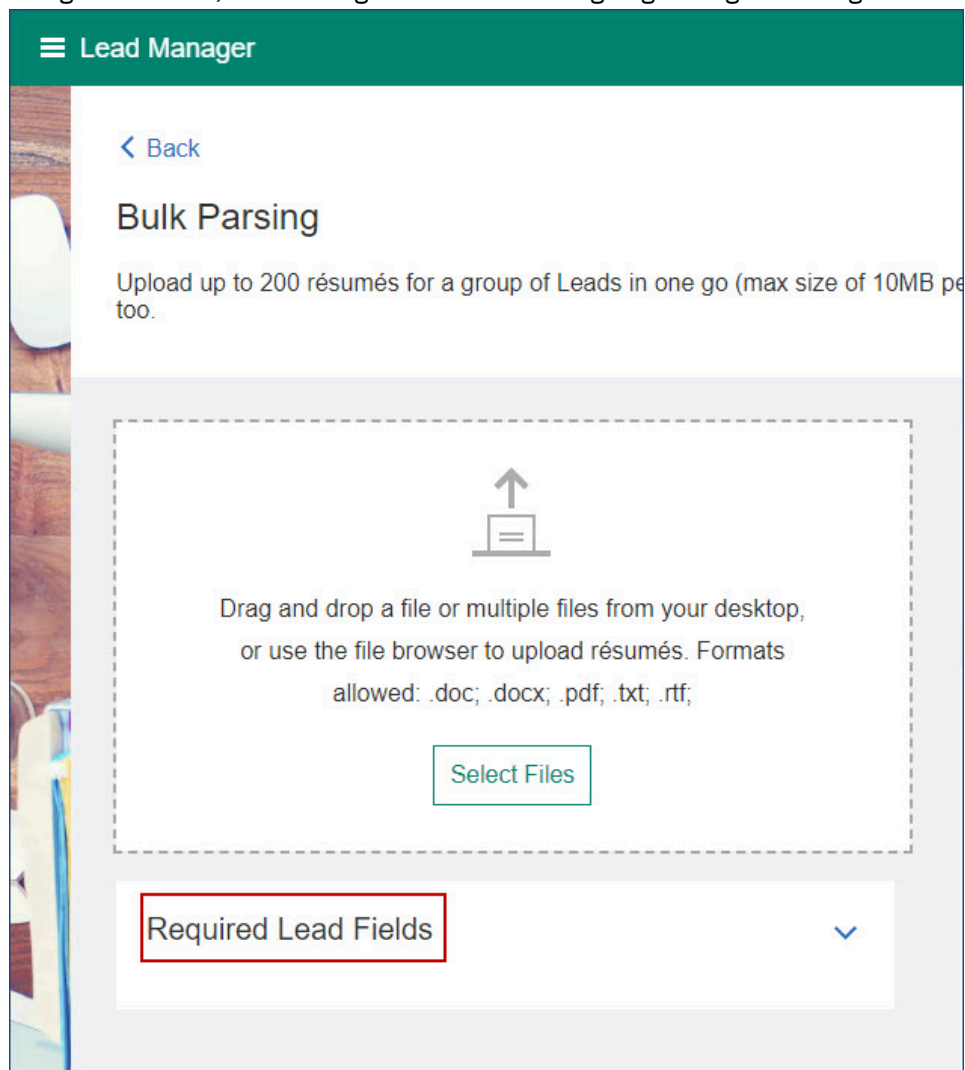 Lead Manager
Back
Bulk Parsing
Upload up to 200 résumés for a group of Leads in one go (max size of 10MB pe
too.
Drag and drop a file or multiple files from your desktop,
or use the file browser to upload résumés. Formats
allowed: .doc; .docx; .pdf; .txt; .rtf;
Select Files
Required Lead Fields